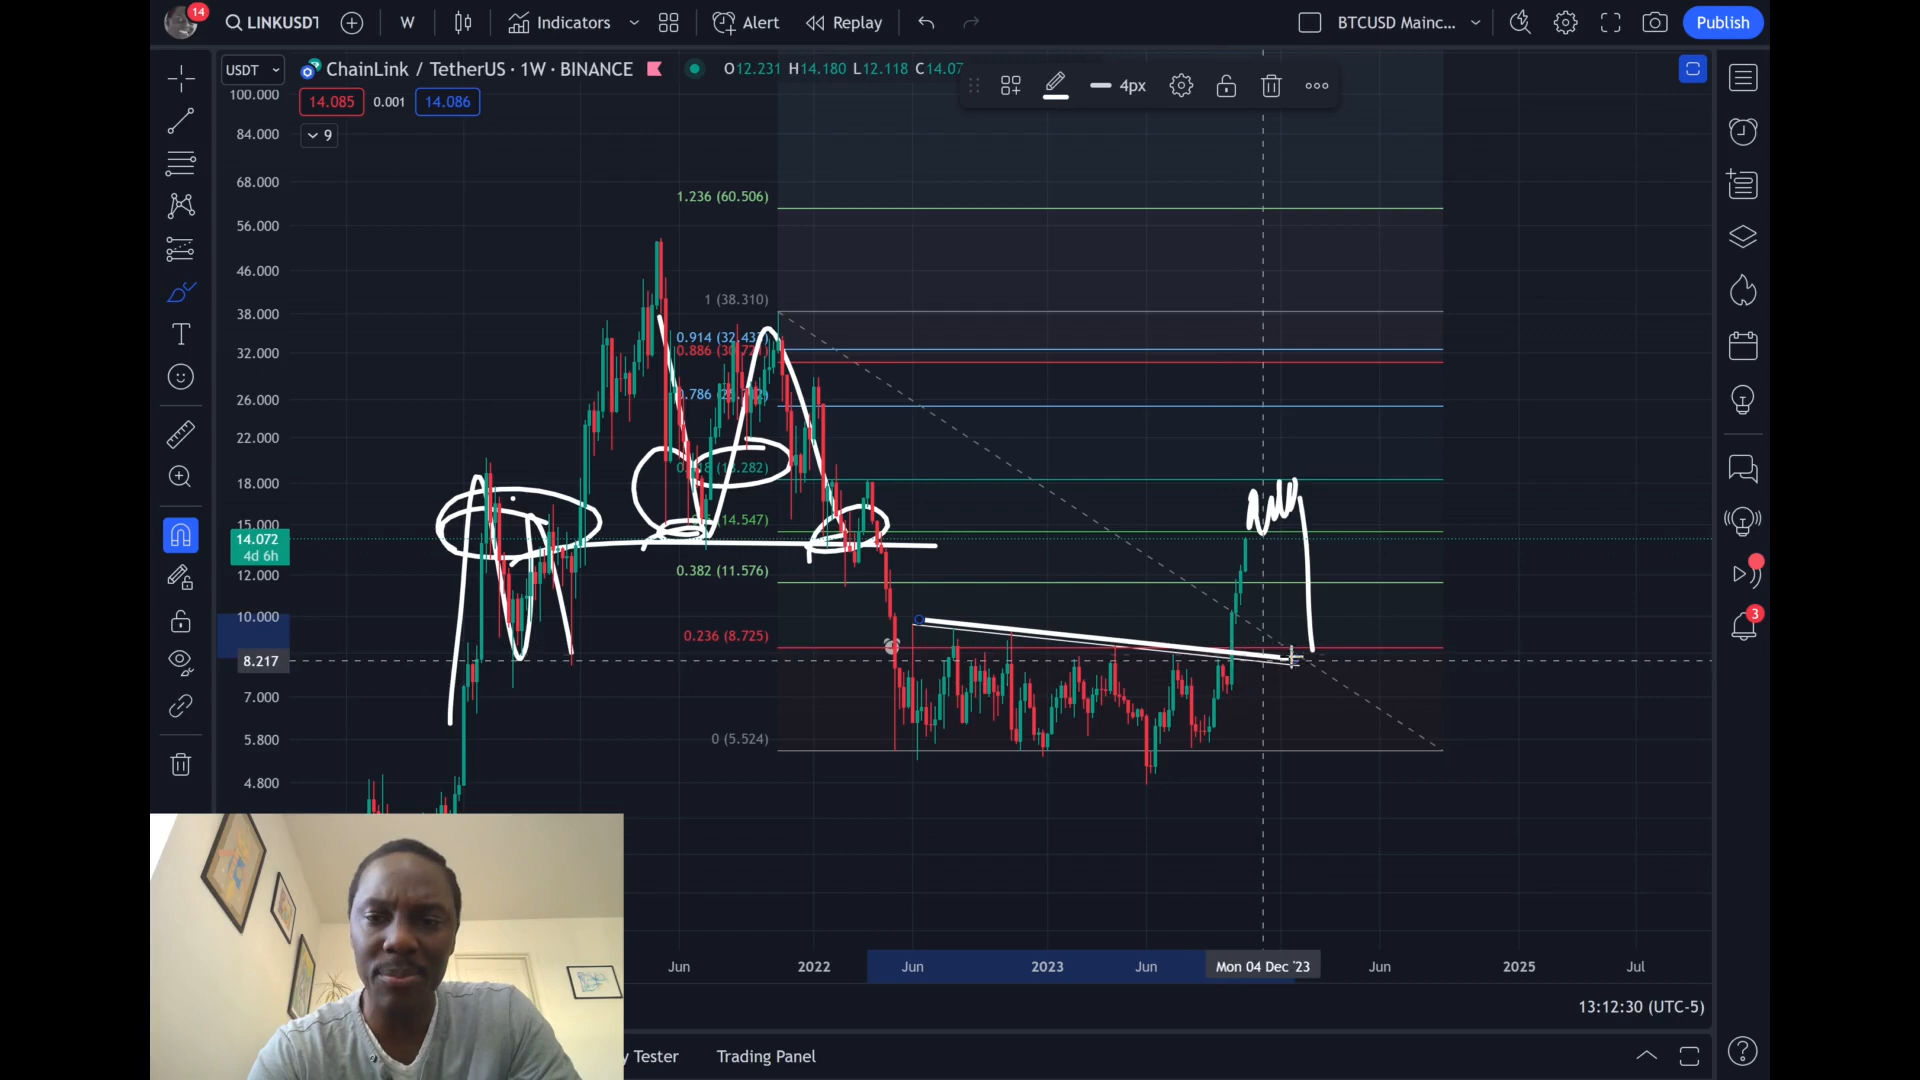 14
LINKUSDT
W
Indicators
Alert
Replay
BTCUSD Mainc...
Publish
USDT
ChainLink / TetherUS · 1W · BINANCE
O12.231 H14.180 L12.118 C14.07
4px
14.085
0.001
14.086
9
100.000
84.000
68.000
56.000
46.000
38.000
32.000
26.000
22.000
18.000
15.000
14.072
4d 6h
12.000
10.000
8.217
7.000
5.800
4.800
1.236 (60.506)
1 (38.310)
0.914 (32.43
0.886
0.786
(14.547)
0.382 (11.576)
0.236 (8.725)
0 (5.524)
3
Jun
2022
Jun
2023
Jun
Mon 04 Dec '23
Jun
2025
Jul
13:12:30 (UTC-5)
y Tester
Trading Panel